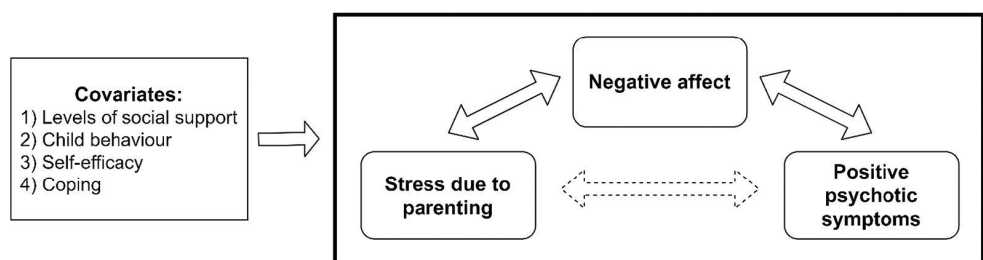 Covariates:
1) Levels of social support
2) Child behaviour
3) Self-efficacy
4) Coping
Negative affect
Stress due to
parenting
Positive
psychotic
symptoms